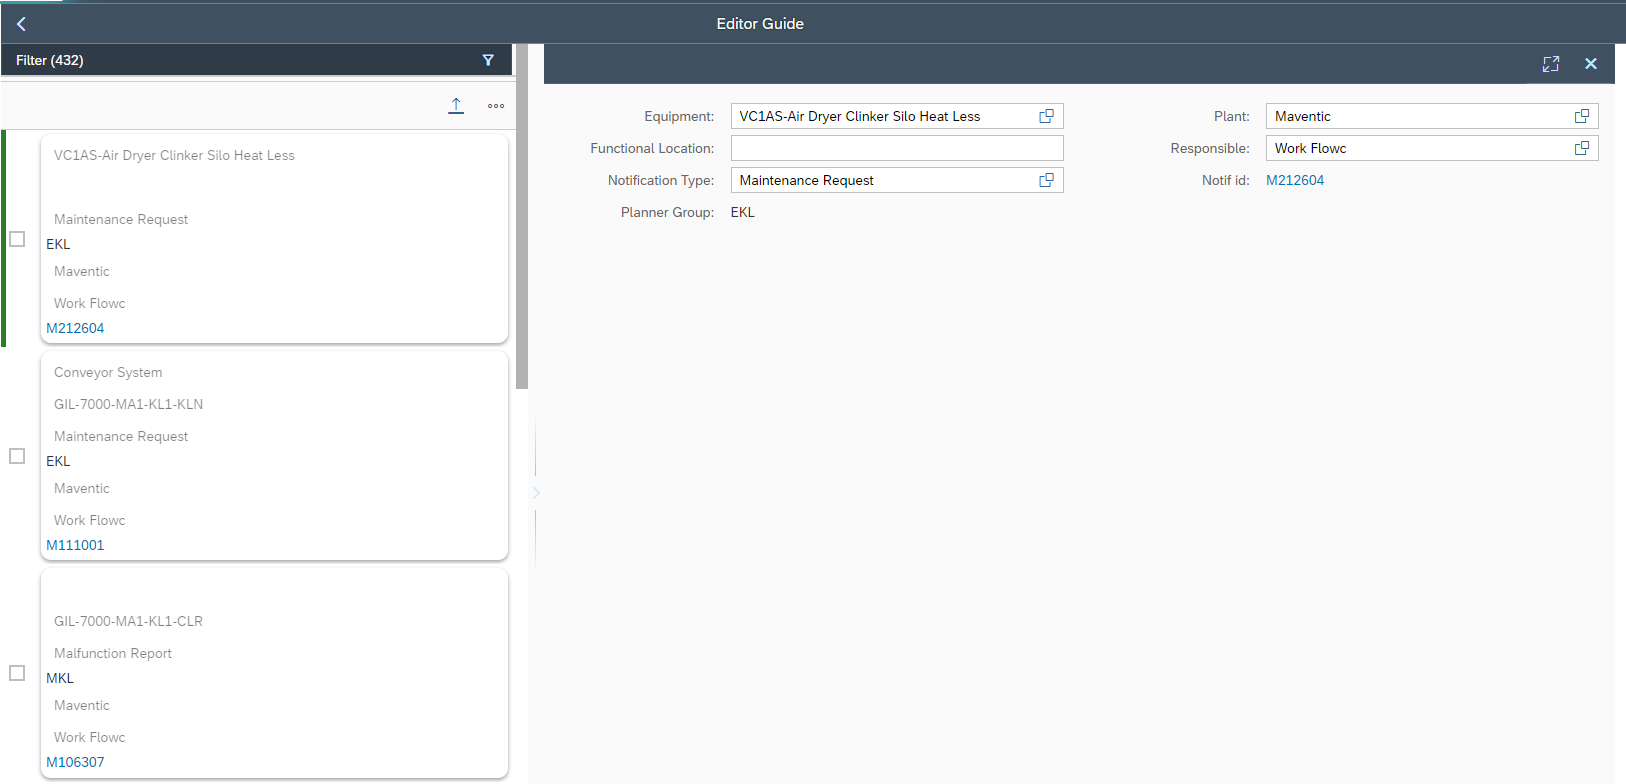 Editor Guide
Filter (432)
VC1AS-Air Dryer Clinker Silo Heat Less
Maintenance Request
EKL
Maventic
Work Flowc
M212604
Conveyor System
GIL-7000-MA1-KL1-KLN
Maintenance Request
EKL
Maventic
Work Flowc
M111001
GIL-7000-MA1-KL1-CLR
Malfunction Report
MKL
Maventic
Work Flowc
M106307
Equipment: VC1AS-Air Dryer Clinker Silo Heat Less
Functional Location:
Notification Type: Maintenance Request
Planner Group: EKL
Plant: Maventic
Responsible: Work Flowc
Notif id: M212604